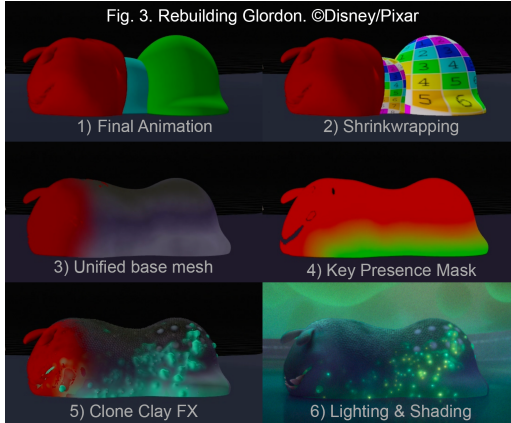 Fig. 3. Rebuilding Glordon. ©Disney/Pixar
1) Final Animation
2) Shrinkwrapping
3) Unified base mesh
4) Key Presence Mask
5) Clone Clay FX
6) Lighting & Shading